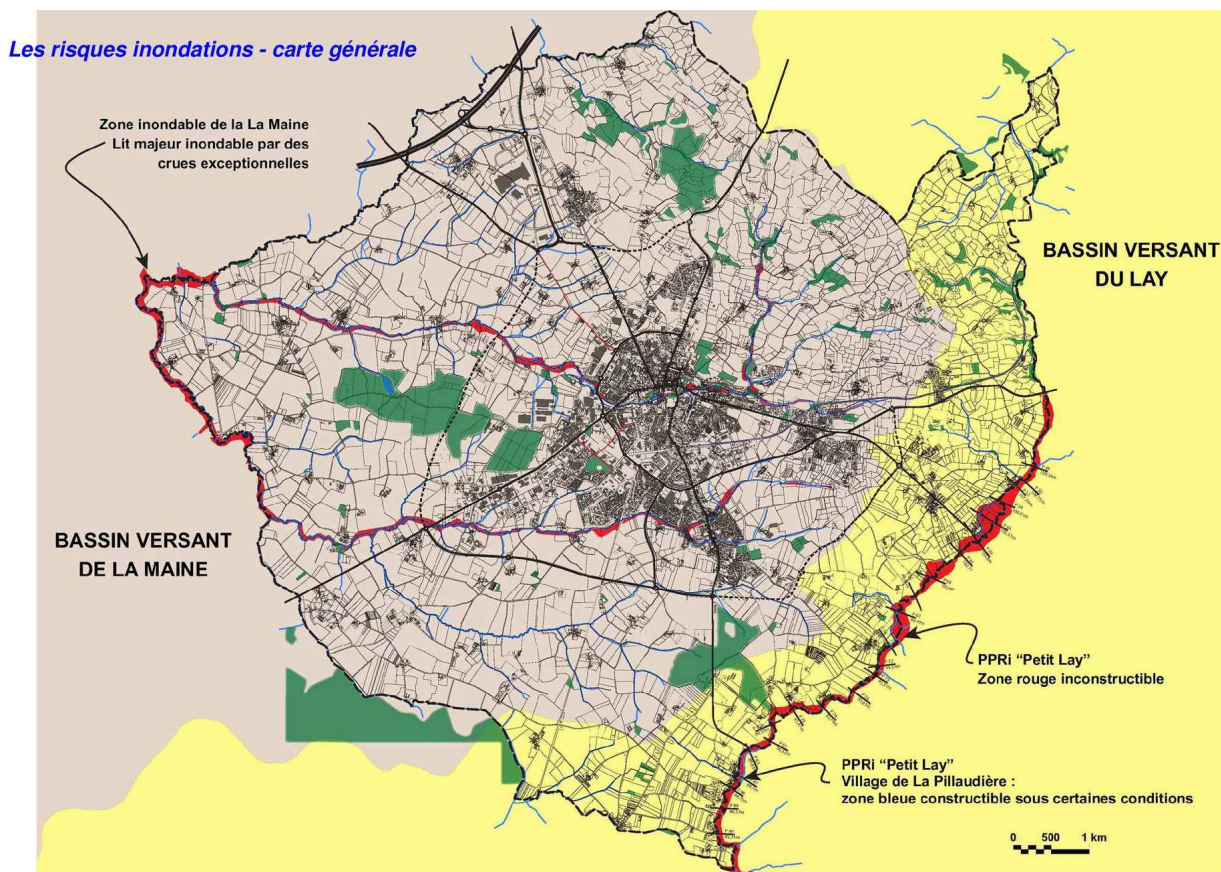 Les risques inondations - carte générale
Zone inondable de la La Maine
Lit majeur inondable par des
crues exceptionnelles
BASSIN VERSANT
DU LAY
BASSIN VERSANT
DE LA MAINE
PPRi “Petit Lay”
Zone rouge inconstructible
PPRi “Petit Lay”
Village de La Pillaudière :
zone bleue constructible sous certaines conditions
0 500 1 km